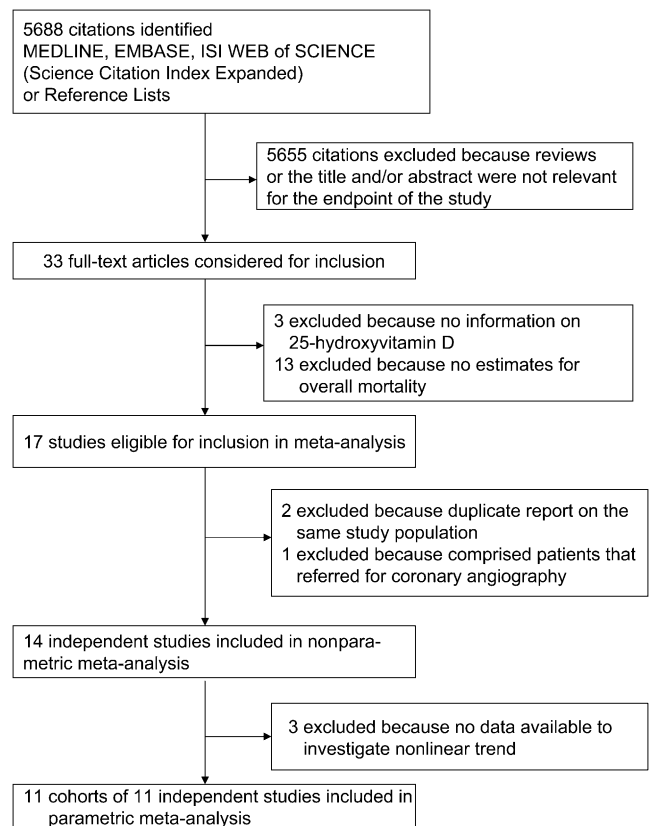 5688 citations identified
MEDLINE, EMBASE, ISI WEB of SCIENCE
(Science Citation Index Expanded)
or Reference Lists
5655 citations excluded because reviews
or the title and/or abstract were not relevant
for the endpoint of the study
33 full-text articles considered for inclusion
3 excluded because no information on
25-hydroxyvitamin D
13 excluded because no estimates for
overall mortality
17 studies eligible for inclusion in meta-analysis
2 excluded because duplicate report on the
same study population
1 excluded because comprised patients that
referred for coronary angiography
14 independent studies included in nonpara-
metric meta-analysis
3 excluded because no data available to
investigate nonlinear trend
11 cohorts of 11 independent studies included in
parametric meta-analysis